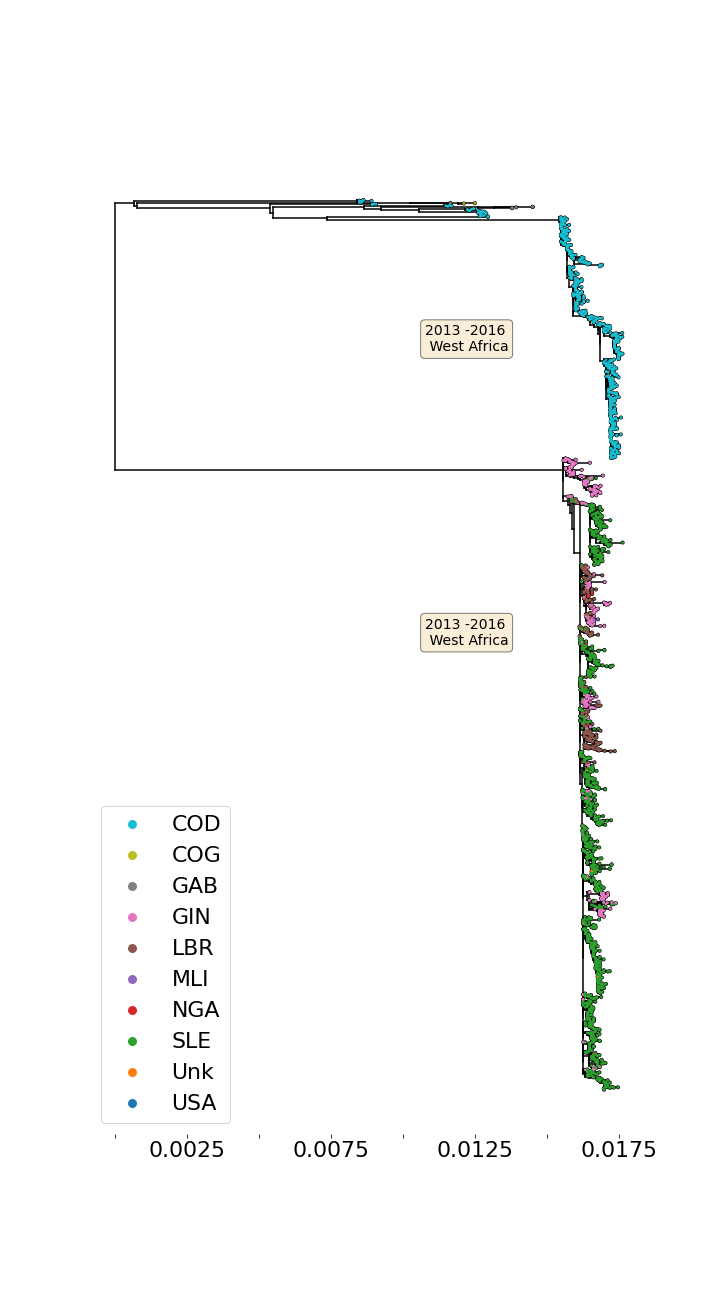 2013 -2016
West Africa
2013 -2016
West Africa
COD
COG
GAB
GIN
LBR
MLI
NGA
SLE
Unk
USA
0.0025 0.0075 0.0125 0.0175